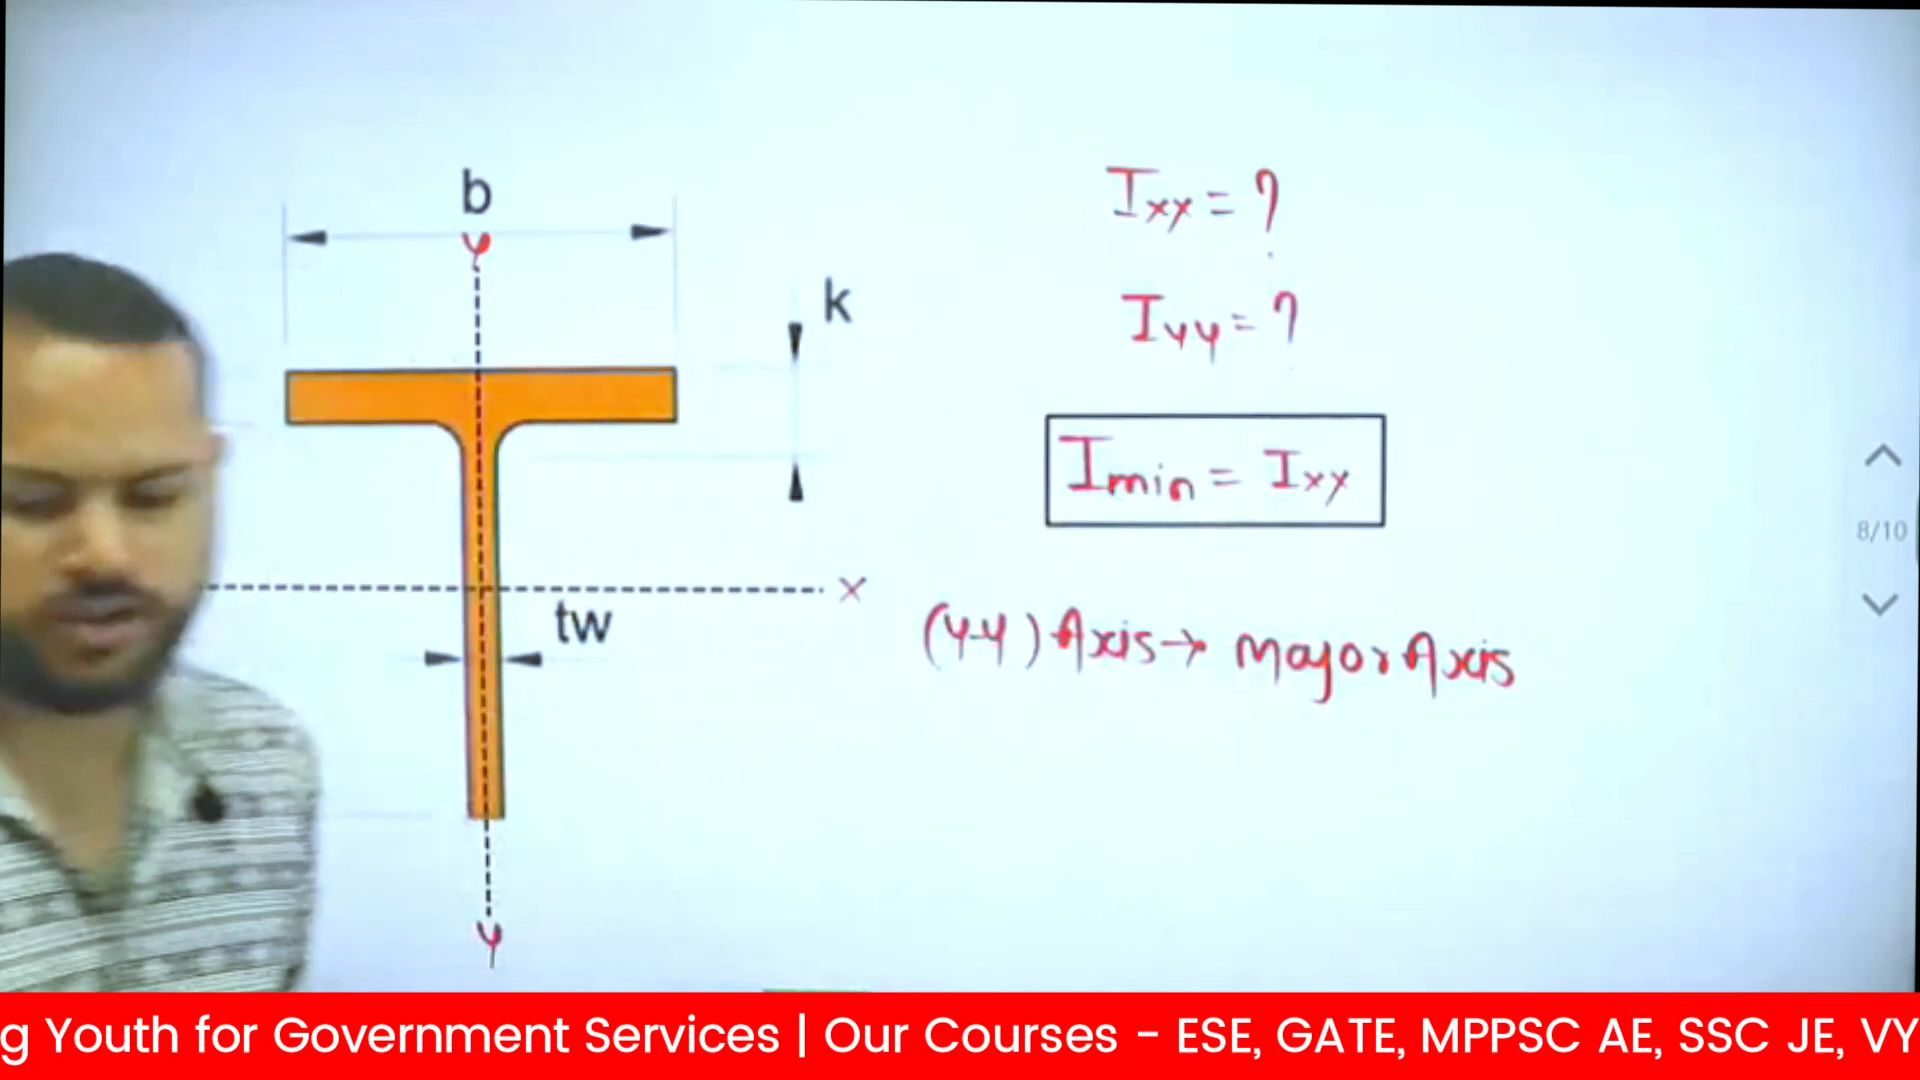 b
Y
k
tw
x
Y
Ixx = ?
Iyy = ?
Imin = Ixx
(Y-Y) Axis → Major Axis
8/10
g Youth for Government Services | Our Courses - ESE, GATE, MPPSC AE, SSC JE, VY